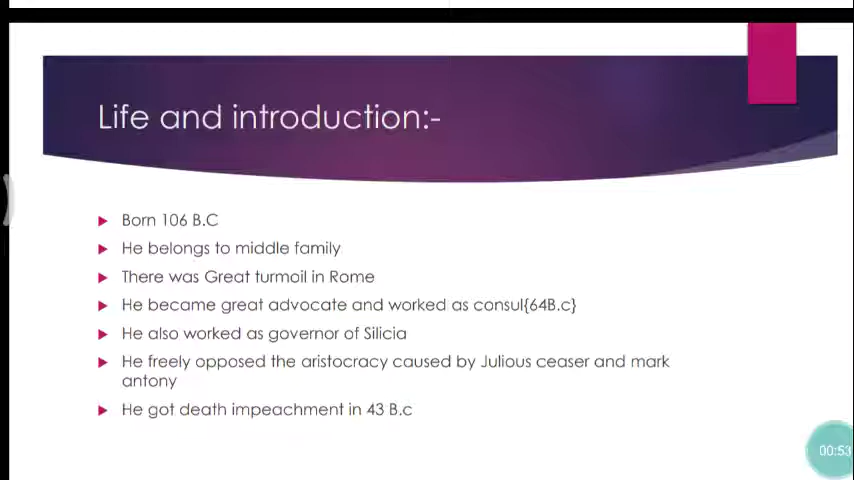 Life and introduction:-
Born 106 B.C
He belongs to middle family
There was Great turmoil in Rome
He became great advocate and worked as consul{64B.c}
He also worked as governor of Silicia
He freely opposed the aristocracy caused by Julious ceaser and mark
antony
He got death impeachment in 43 B.c
00:53